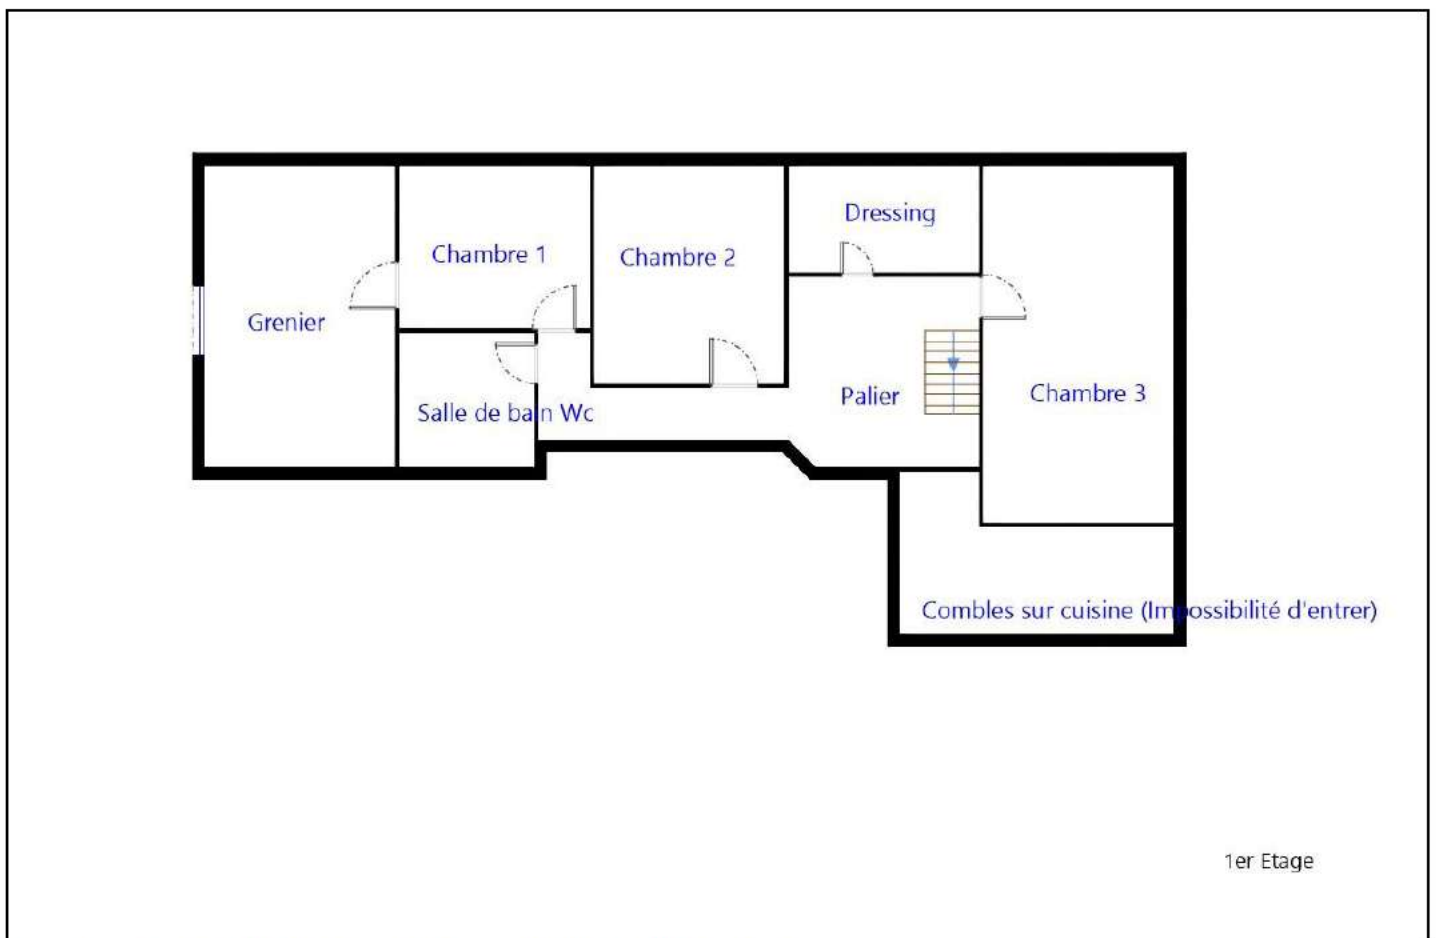 Dressing
Chambre 1
Chambre 2
Grenier
Palier
Chambre 3
Salle de bain Wc
Combles sur cuisine (Impossibilité d'entrer)
1er Etage